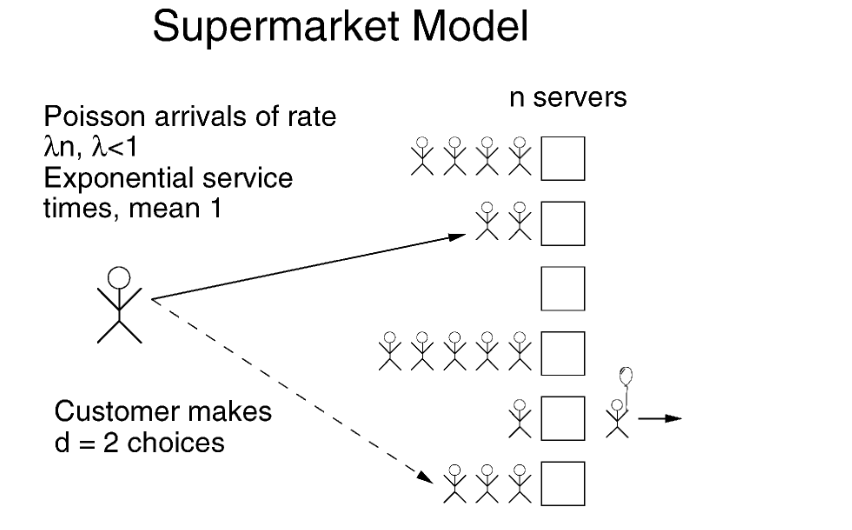 Supermarket Model
n servers
Poisson arrivals of rate
λn, λ<1
Exponential service
times, mean 1
Customer makes
d = 2 choices